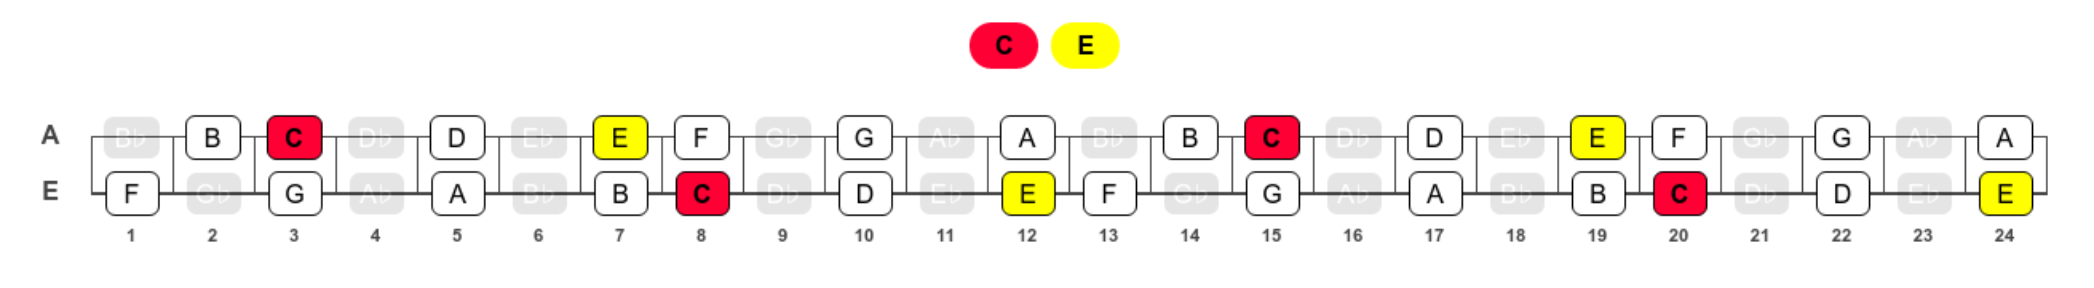 C E
A B♭ B C D♭ D E♭ E F G♭ G A♭ A B♭ B C D♭ D E♭ E F G♭ G A♭ A
E F G♭ G A♭ A B♭ B C D♭ D E♭ E F G♭ G A♭ A B♭ B C D♭ D E♭ E
1 2 3 4 5 6 7 8 9 10 11 12 13 14 15 16 17 18 19 20 21 22 23 24